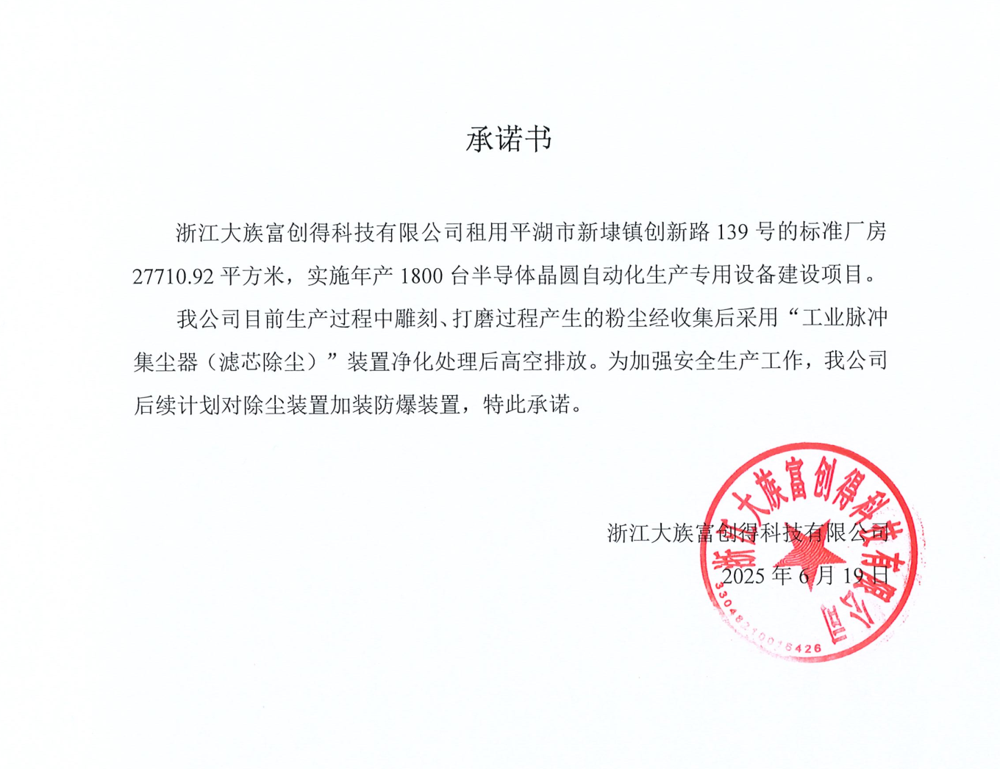 承诺书
浙江大族富创得科技有限公司租用平湖市新埭镇创新路 139 号的标准厂房
27710.92 平方米，实施年产 1800 台半导体晶圆自动化生产专用设备建设项目。
我公司目前生产过程中雕刻、打磨过程产生的粉尘经收集后采用“工业脉冲
集尘器（滤芯除尘）”装置净化处理后高空排放。为加强安全生产工作，我公司
后续计划对除尘装置加装防爆装置，特此承诺。
浙江大族富创得科技有限公司
2025 年 6 月 19 日
浙江大族富创得科技有限公司